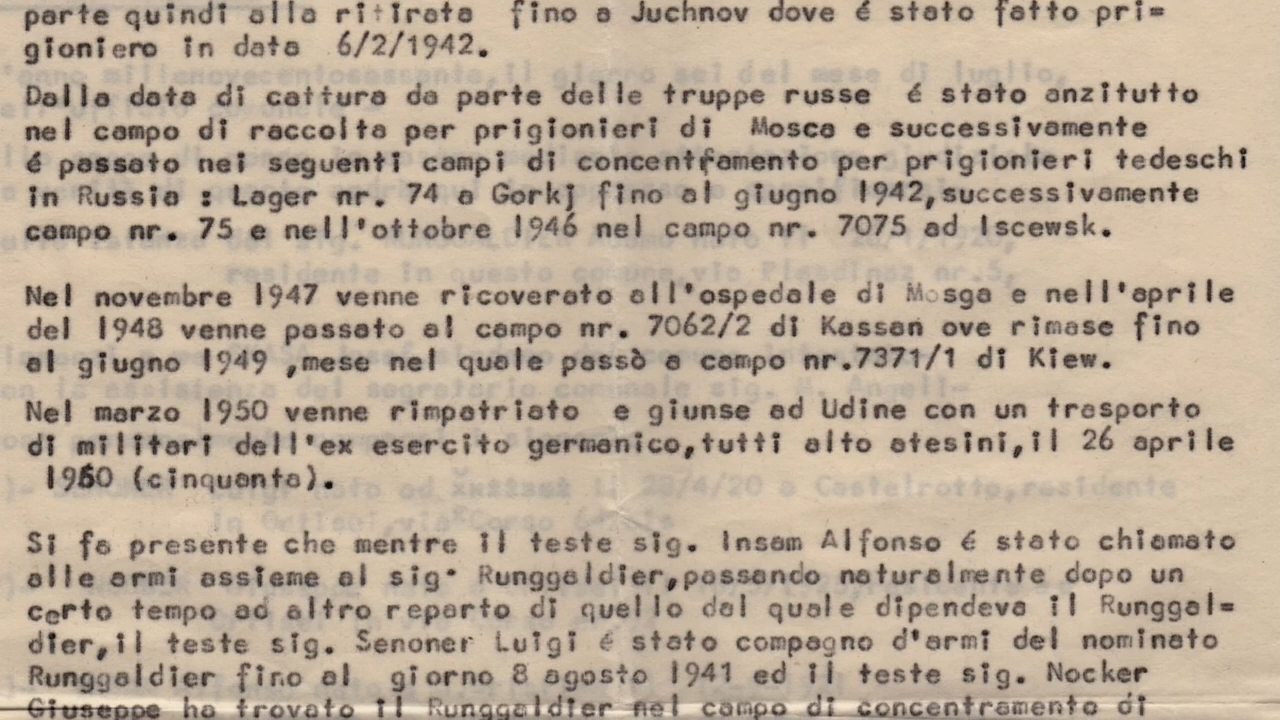 parte quindi alla ritirata fino a Juchnov dove é stato fatto pri=
gioniero in data 6/2/1942.
Dalla data di cattura da parte delle truppe russe é stato anzitutto
nel campo di raccolta per prigionieri di Mosca e successivamente
é passato nei seguenti campi di concentramento per prigionieri tedeschi
in Russia : Lager nr. 74 a Gorkj fino al giugno 1942,successivamente
campo nr. 75 e nell'ottobre 1946 nel campo nr. 7075 ad Iscewsk.
Nel novembre 1947 venne ricoverato all'ospedale di Mosga e nell'aprile
del 1948 venne passato al campo nr. 7062/2 di Kassan ove rimase fino
al giugno 1949 ,mese nel quale passò a campo nr.7371/1 di Kiew.
Nel marzo 1950 venne rimpatriato e giunse ad Udine con un trasporto
di militari dell'ex esercito germanico,tutti alto atesini,il 26 aprile
1950 (cinquanta).
Si fa presente che mentre il teste sig. Insam Alfonso é stato chiamato
alle armi assieme al sig. Runggaldier,passando naturalmente dopo un
certo tempo ad altro reparto di quello dal quale dipendeva il Runggal=
dier,il teste sig. Senoner Luigi é stato compagno d'armi del nominato
Runggaldier fino al giorno 8 agosto 1941 ed il teste sig. Nocker
Giuseppe ha trovato il Runggaldier nel campo di concentramento di